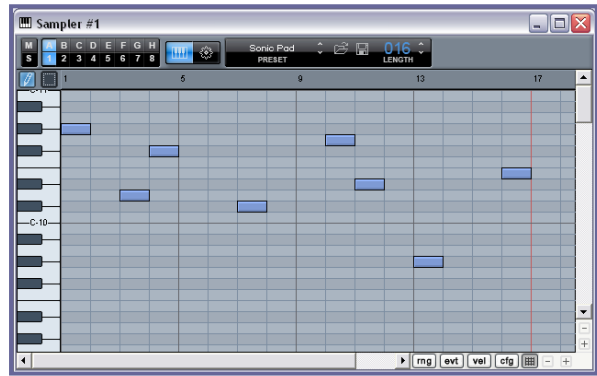 Sampler #1
M A B C D E F G H Sonic Pad 016
S 1 2 3 4 5 6 7 8 PRESET LENGTH
1 5 9 13 17
C-11
C-10
rng evt vel cfg